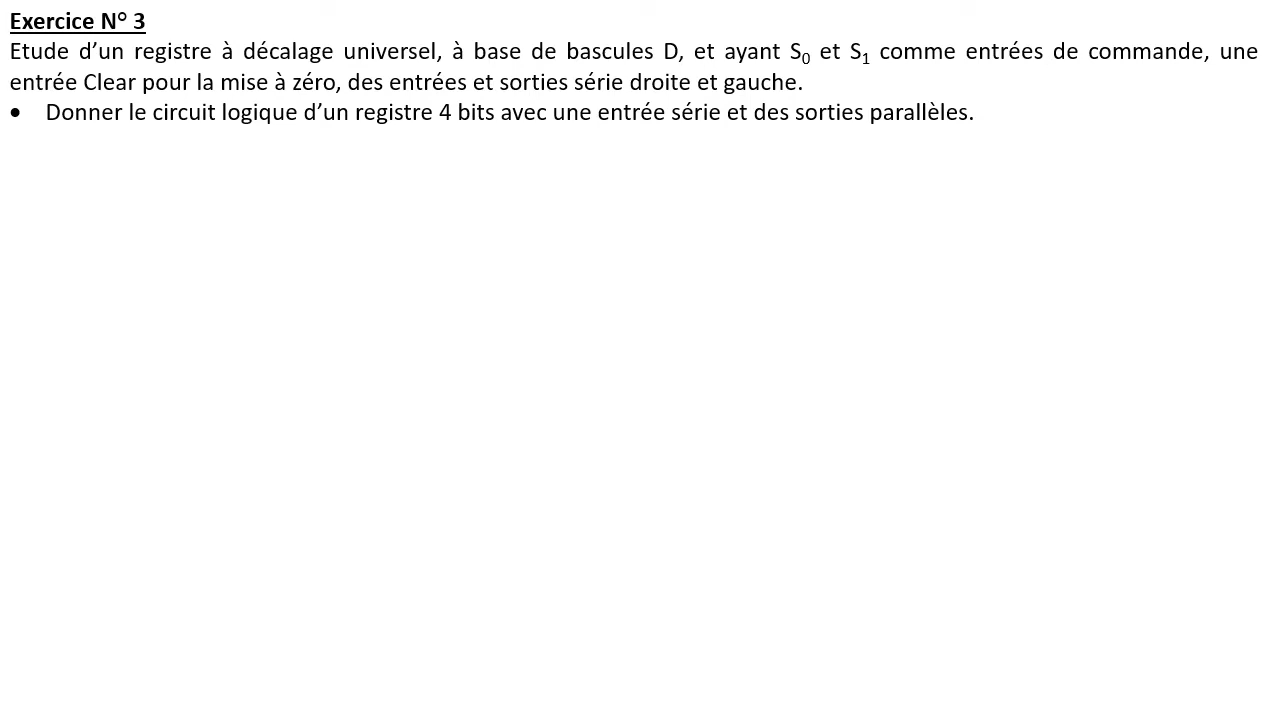 Exercice N° 3
Etude d’un registre à décalage universel, à base de bascules D, et ayant S0 et S1 comme entrées de commande, une
entrée Clear pour la mise à zéro, des entrées et sorties série droite et gauche.
• Donner le circuit logique d’un registre 4 bits avec une entrée série et des sorties parallèles.